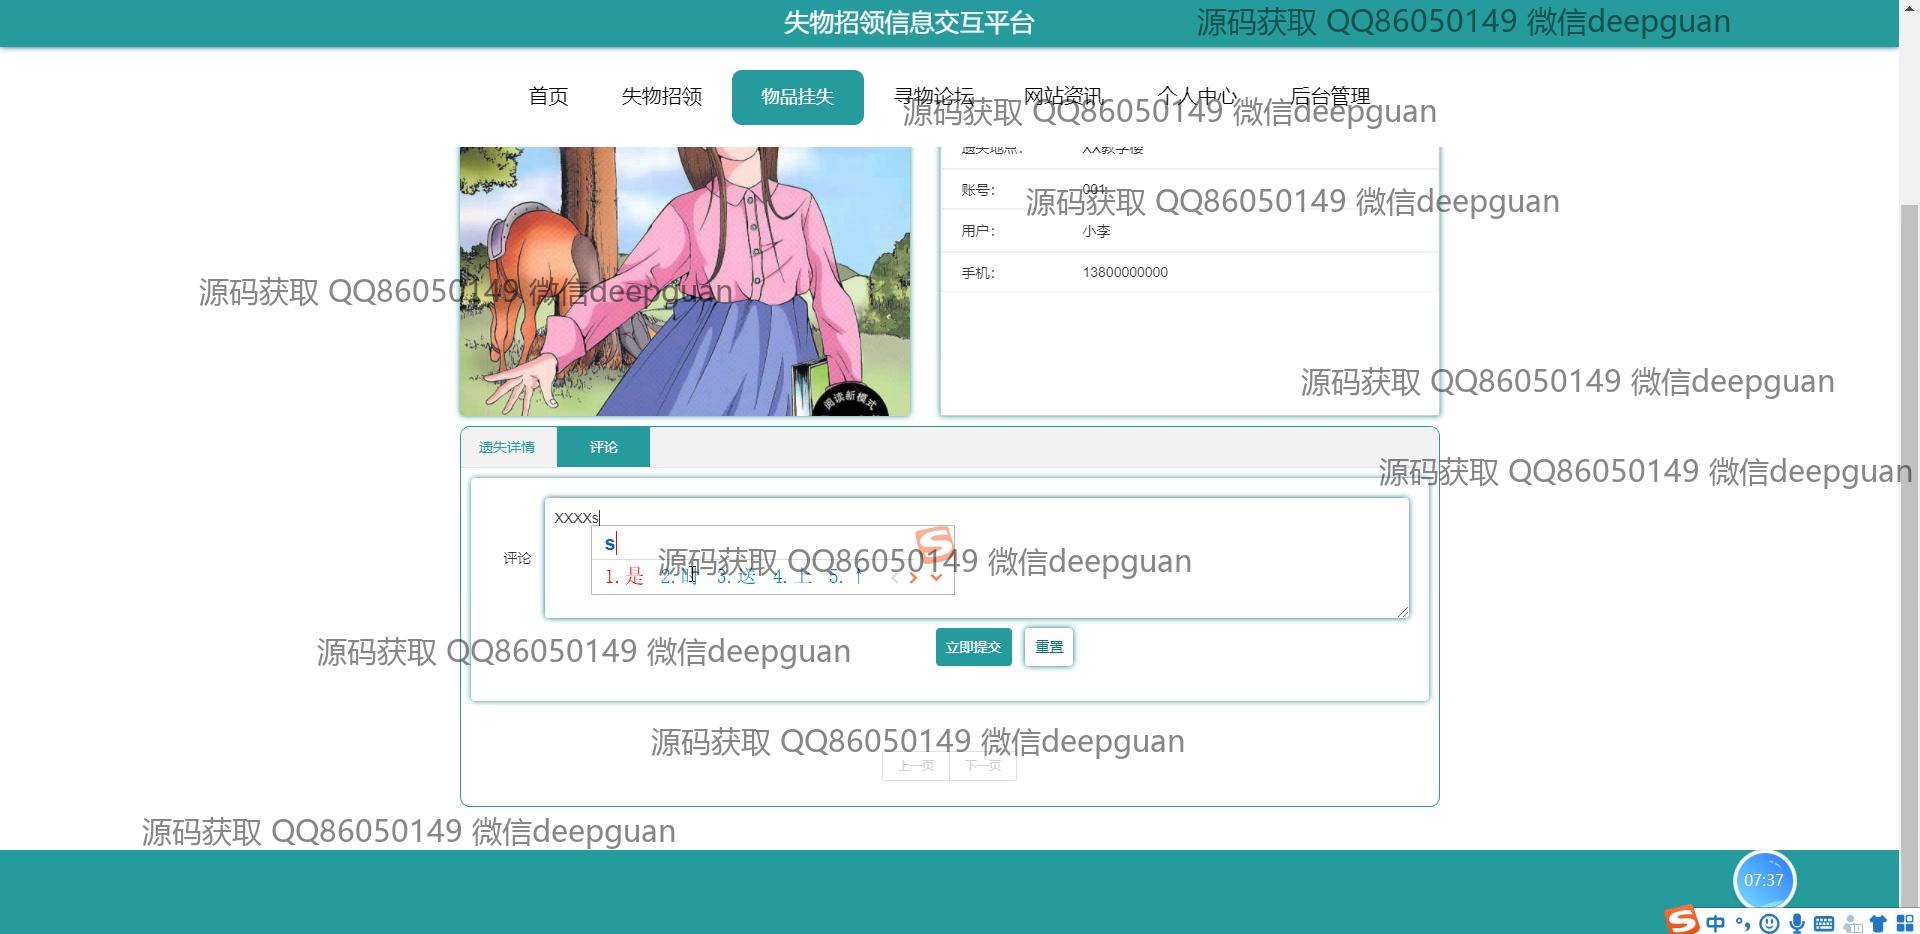 失物招领信息交互平台
源码获取 QQ86050149 微信deepguan
首页 失物招领 物品挂失 寻物论坛 网站资讯 个人中心 后台管理
源码获取 QQ86050149 微信deepguan
遗失地点： XX教学楼
账号： 001
源码获取 QQ86050149 微信deepguan
用户： 小李
手机： 13800000000
源码获取 QQ86050149 微信deepguan
源码获取 QQ86050149 微信deepguan
阅读新模式
遗失详情 评论
源码获取 QQ86050149 微信deepguan
XXXXs
s
评论
源码获取 QQ86050149 微信deepguan
1.是 2.时 3.送 4.上 5.↑
立即提交 重置
源码获取 QQ86050149 微信deepguan
源码获取 QQ86050149 微信deepguan
上一页 下一页
源码获取 QQ86050149 微信deepguan
07:37
中